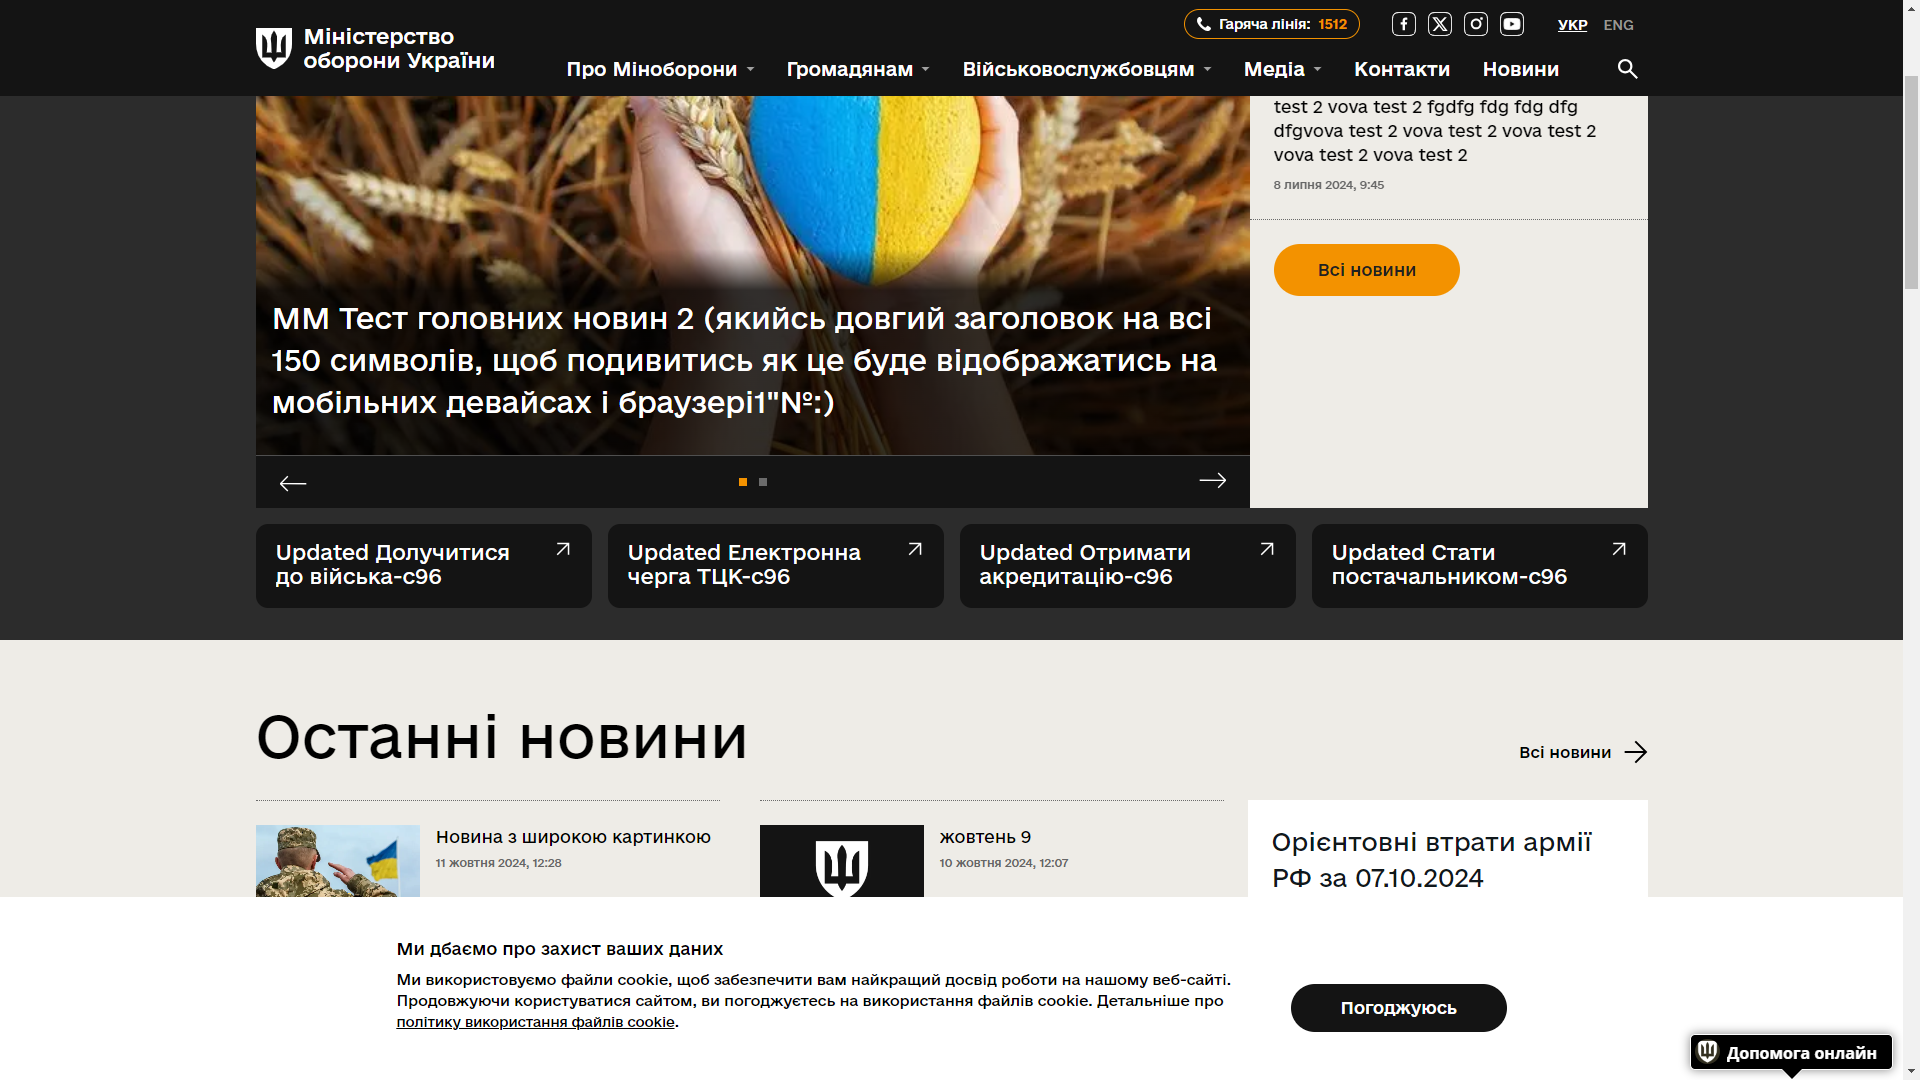 Міністерство
оборони України
Гаряча лінія: 1512
УКР ENG
Про Міноборони
Громадянам
Військовослужбовцям
Медіа
Контакти
Новини
test 2 vova test 2 fgdfg fdg fdg dfg
dfgvova test 2 vova test 2 vova test 2
vova test 2 vova test 2
8 липня 2024, 9:45
Всі новини
ММ Тест головних новин 2 (якийсь довгий заголовок на всі
150 символів, щоб подивитись як це буде відображатись на
мобільних девайсах і браузері1"№:)
Updated Долучитися
до війська-c96
Updated Електронна
черга ТЦК-c96
Updated Отримати
акредитацію-c96
Updated Стати
постачальником-c96
Останні новини
Всі новини
Новина з широкою картинкою
11 жовтня 2024, 12:28
жовтень 9
10 жовтня 2024, 12:07
Орієнтовні втрати армії
РФ за 07.10.2024
Ми дбаємо про захист ваших даних
Ми використовуємо файли cookie, щоб забезпечити вам найкращий досвід роботи на нашому веб-сайті.
Продовжуючи користуватися сайтом, ви погоджуєтесь на використання файлів cookie. Детальніше про
політику використання файлів cookie.
Погоджуюсь
Допомога онлайн